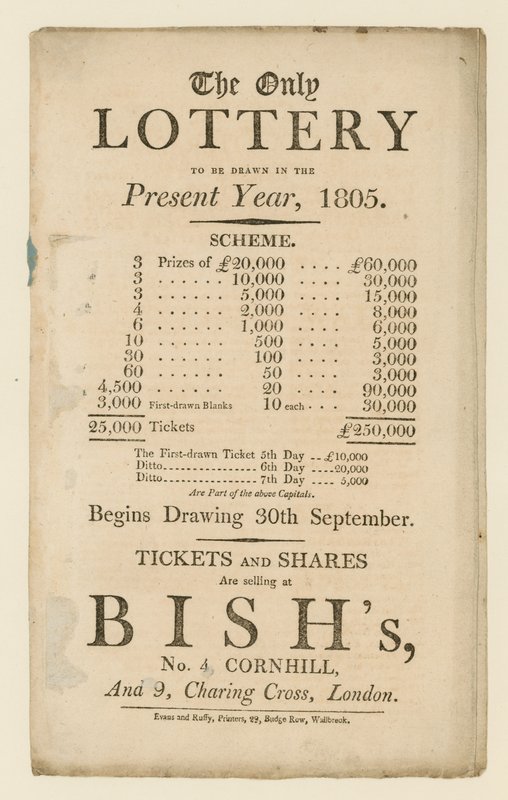 The Only
LOTTERY
TO BE DRAWN IN THE
Present Year, 1805.
SCHEME.
3 Prizes of £20,000 .... £60,000
3 ...... 10,000 .... 30,000
3 ...... 5,000 .... 15,000
4 ...... 2,000 .... 8,000
6 ...... 1,000 .... 6,000
10 ...... 500 .... 5,000
30 ...... 100 .... 3,000
60 ...... 50 .... 3,000
4,500 ...... 20 .... 90,000
3,000 First-drawn Blanks 10 each ... 30,000
25,000 Tickets £250,000
The First-drawn Ticket 5th Day .. £10,000
Ditto.................. 6th Day ....20,000
Ditto.................. 7th Day .... 5,000
Are Part of the above Capitals.
Begins Drawing 30th September.
TICKETS AND SHARES
Are selling at
BISH's,
No. 4, CORNHILL,
And 9, Charing Cross, London.
Evans and Ruffy, Printers, 29, Budge Row, Wallbrook.